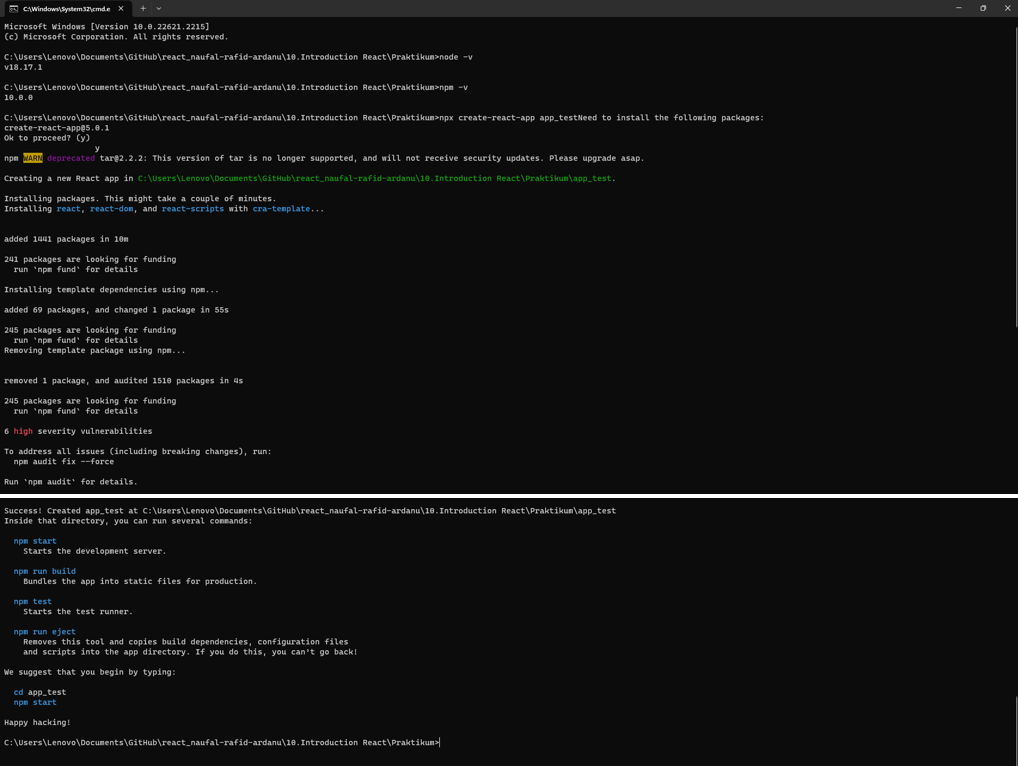 C:\Windows\System32\cmd.e
Microsoft Windows [Version 10.0.22621.2215]
(c) Microsoft Corporation. All rights reserved.
C:\Users\Lenovo\Documents\GitHub\react_naufal-rafid-ardanu\10.Introduction React\Praktikum>node -v
v18.17.1
C:\Users\Lenovo\Documents\GitHub\react_naufal-rafid-ardanu\10.Introduction React\Praktikum>npm -v
10.0.0
C:\Users\Lenovo\Documents\GitHub\react_naufal-rafid-ardanu\10.Introduction React\Praktikum>npx create-react-app app_testNeed to install the following packages:
create-react-app@5.0.1
Ok to proceed? (y)
y
npm WARN deprecated tar@2.2.2: This version of tar is no longer supported, and will not receive security updates. Please upgrade asap.
Creating a new React app in C:\Users\Lenovo\Documents\GitHub\react_naufal-rafid-ardanu\10.Introduction React\Praktikum\app_test.
Installing packages. This might take a couple of minutes.
Installing react, react-dom, and react-scripts with cra-template...
added 1441 packages in 10m
241 packages are looking for funding
run `npm fund` for details
Installing template dependencies using npm...
added 69 packages, and changed 1 package in 55s
245 packages are looking for funding
run `npm fund` for details
Removing template package using npm...
removed 1 package, and audited 1510 packages in 4s
245 packages are looking for funding
run `npm fund` for details
6 high severity vulnerabilities
To address all issues (including breaking changes), run:
npm audit fix --force
Run `npm audit` for details.
Success! Created app_test at C:\Users\Lenovo\Documents\GitHub\react_naufal-rafid-ardanu\10.Introduction React\Praktikum\app_test
Inside that directory, you can run several commands:
npm start
Starts the development server.
npm run build
Bundles the app into static files for production.
npm test
Starts the test runner.
npm run eject
Removes this tool and copies build dependencies, configuration files
and scripts into the app directory. If you do this, you can't go back!
We suggest that you begin by typing:
cd app_test
npm start
Happy hacking!
C:\Users\Lenovo\Documents\GitHub\react_naufal-rafid-ardanu\10.Introduction React\Praktikum>